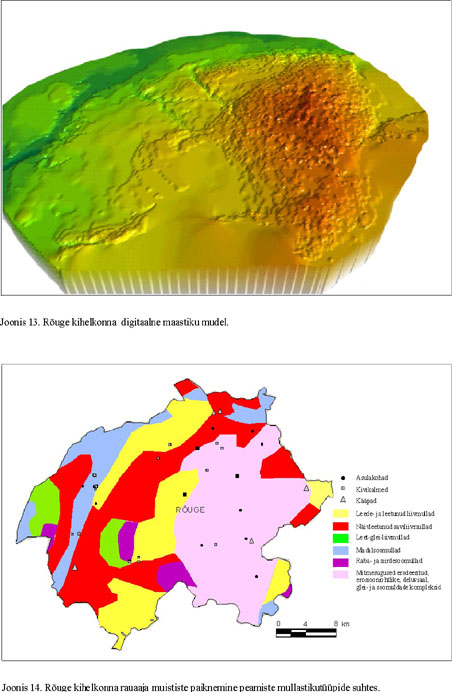 Joonis 13. Rõuge kihelkonna digitaalne maastiku mudel.
RÕUGE
Asulakohad
Kivikalmed
Kääpad
Leede- ja leetunud liivmullad
Näivleetunud saviliivmullad
Leet-glei-liivmullad
Madalsoomullad
Raba- ja siirdesoomullad
Mitmesugused erodeeritud,
erosiooniohtlike, deluviaal,
glei- ja soomuldade kompleksid
0 4 8 km
Joonis 14. Rõuge kihelkonna rauaaja muististe paiknemine peamiste mullastikutüüpide suhtes.